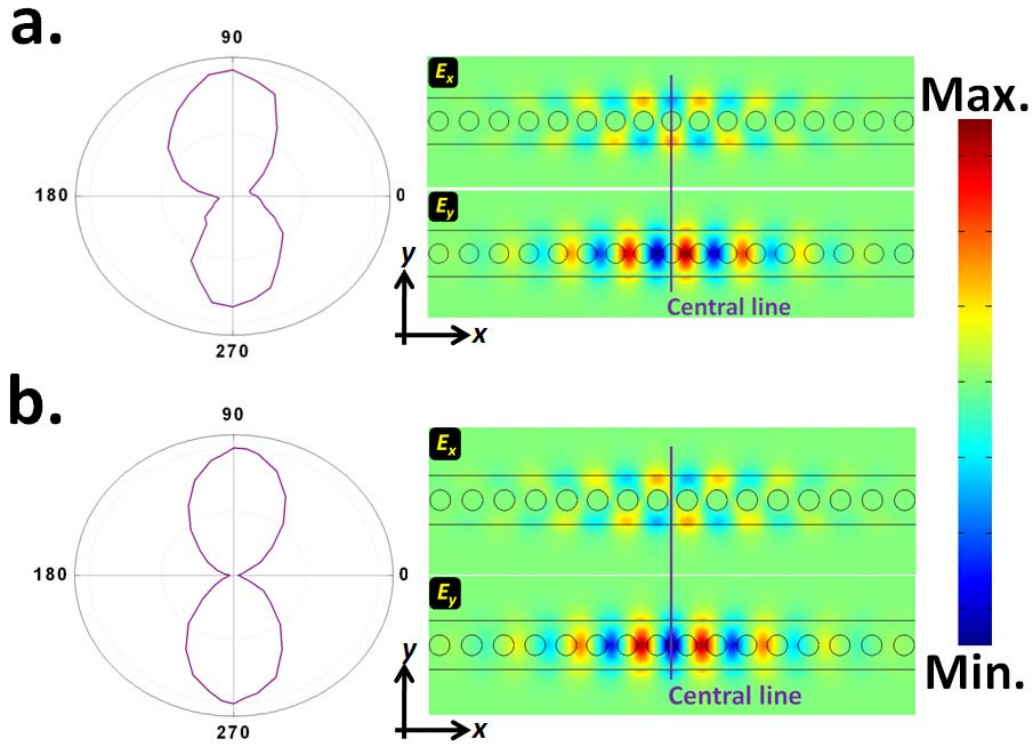 a.
90
180
0
270
Ex
Ey
y
x
Central line
Max.
b.
90
180
0
270
Ex
Ey
y
x
Central line
Min.